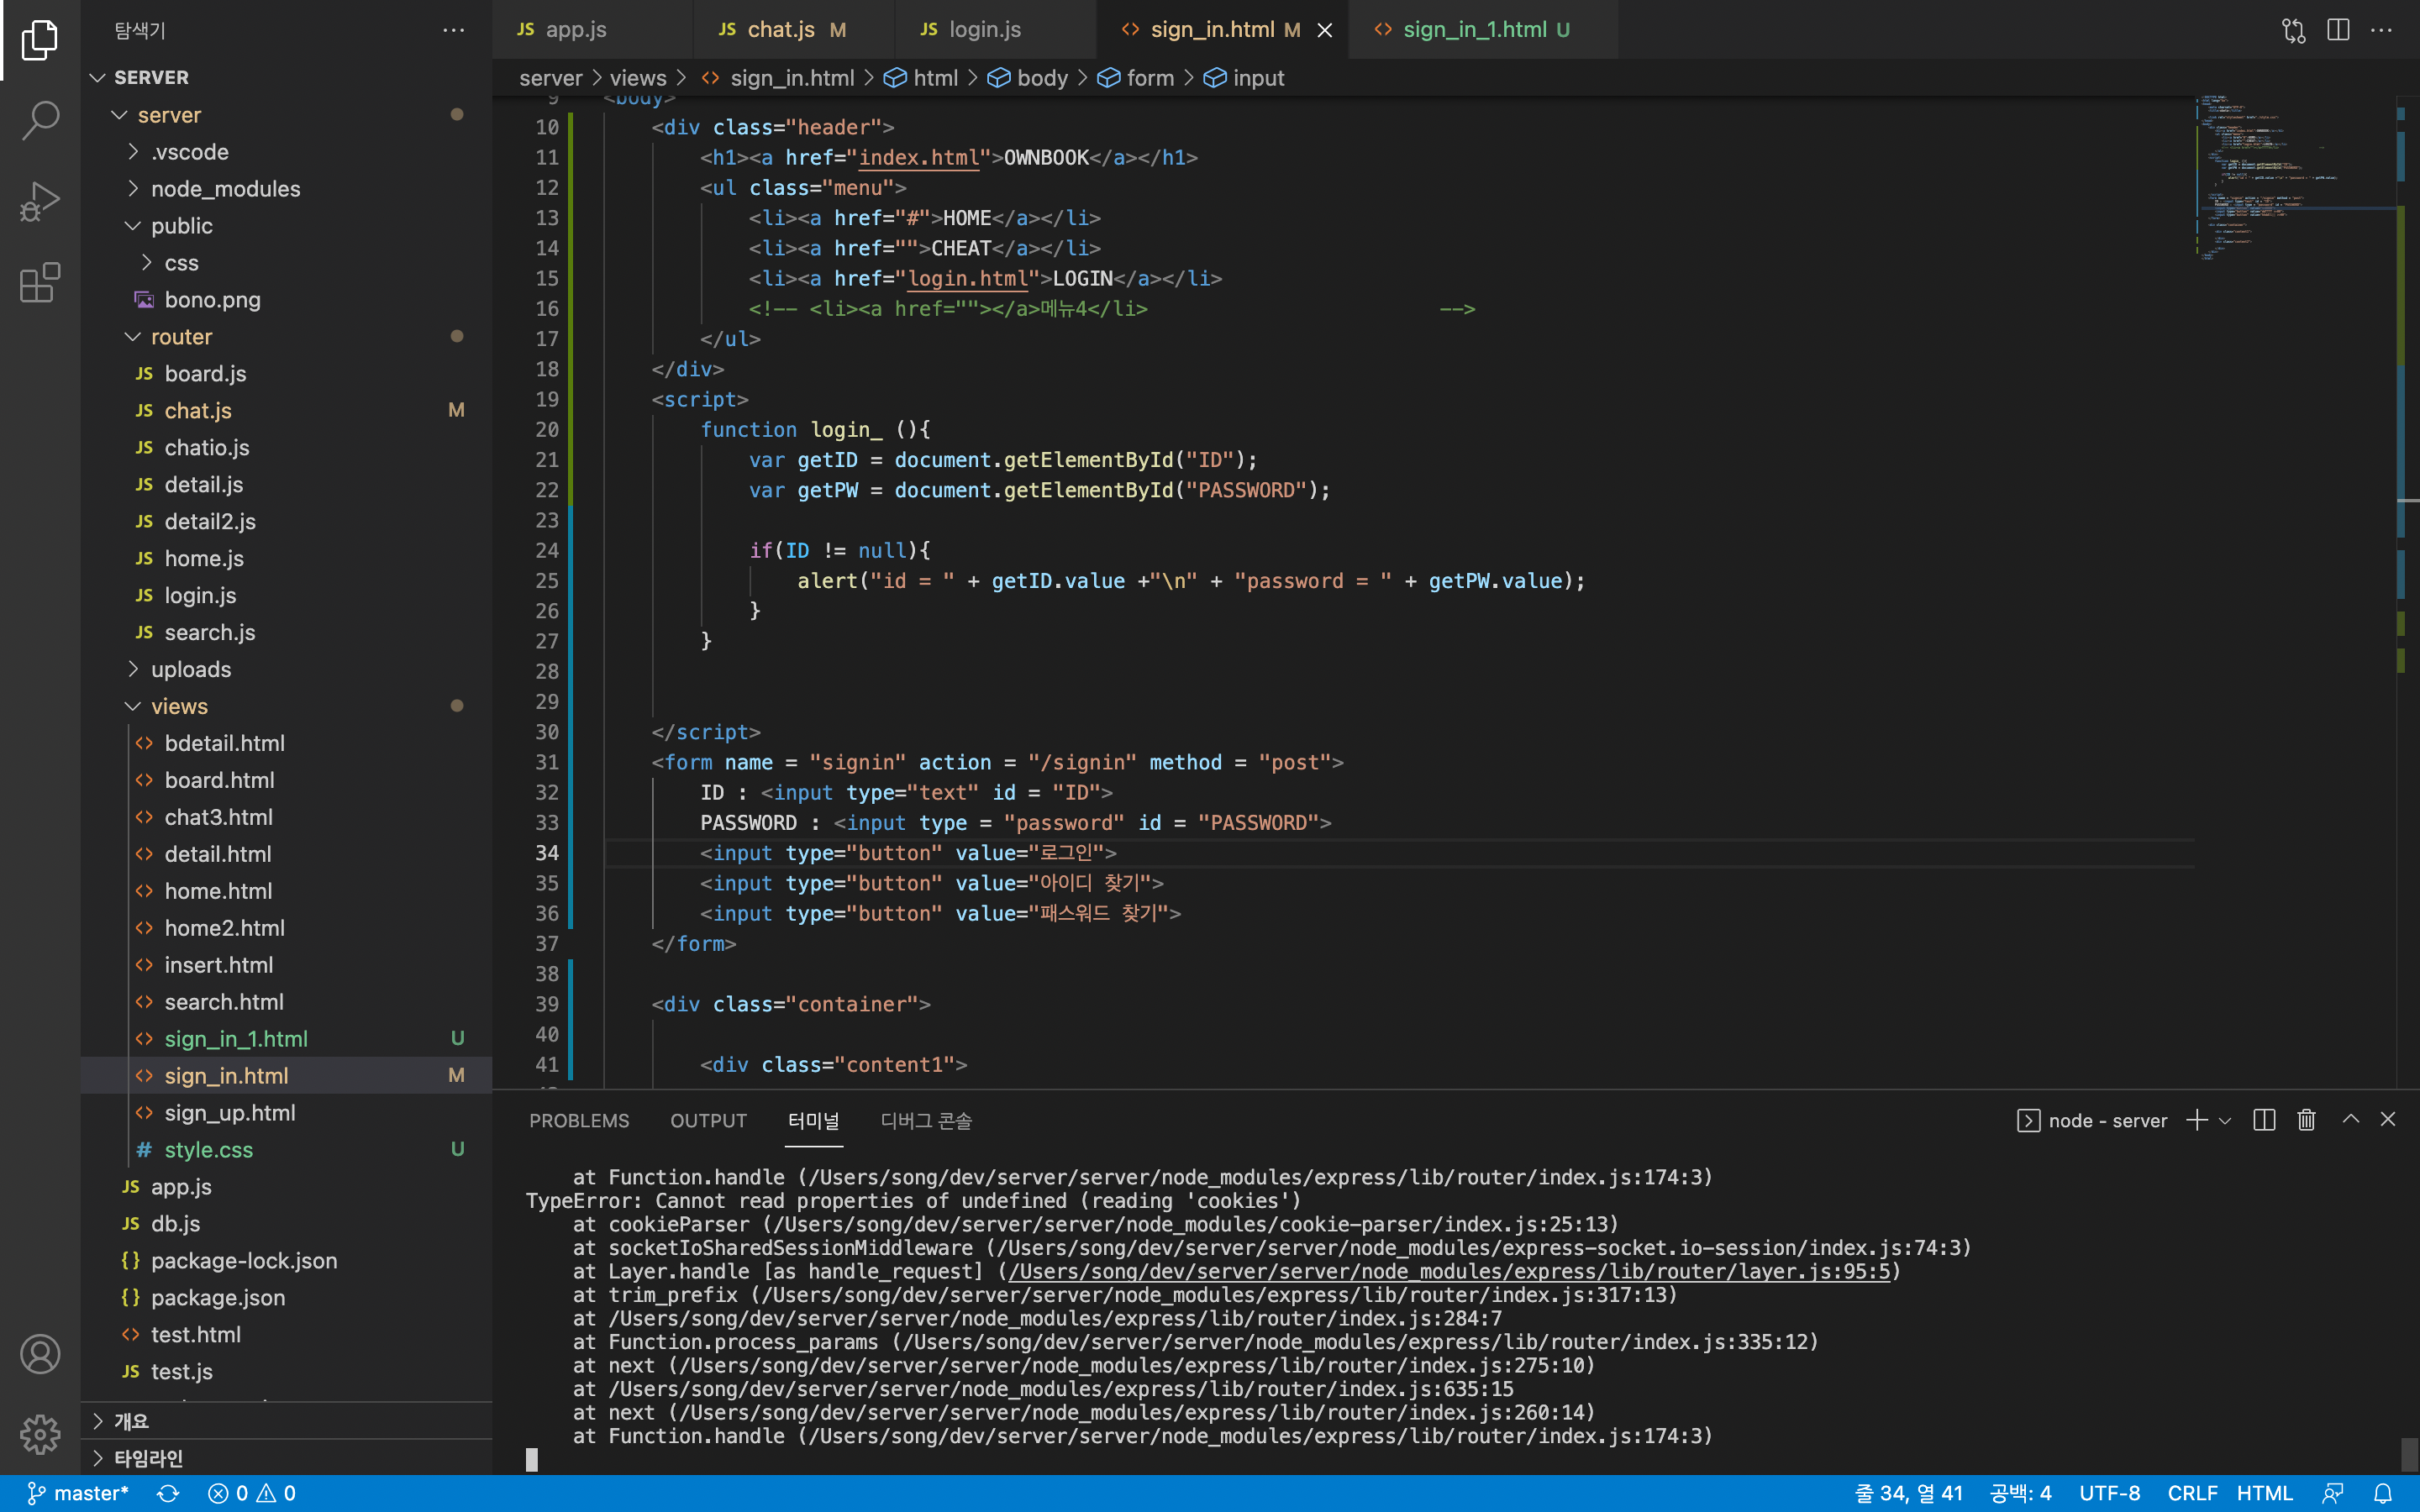 탐색기
SERVER
server
.vscode
node_modules
public
css
bono.png
router
JS board.js
JS chat.js M
JS chatio.js
JS detail.js
JS detail2.js
JS home.js
JS login.js
JS search.js
uploads
views
<> bdetail.html
<> board.html
<> chat3.html
<> detail.html
<> home.html
<> home2.html
<> insert.html
<> search.html
<> sign_in_1.html U
<> sign_in.html M
<> sign_up.html
# style.css U
JS app.js
JS db.js
{} package-lock.json
{} package.json
<> test.html
JS test.js
개요
타임라인
JS app.js
JS chat.js M
JS login.js
<> sign_in.html M
<> sign_in_1.html U
server > views > <> sign_in.html > html > body > form > input
9 <body>
10 <div class="header">
11 <h1><a href="index.html">OWNBOOK</a></h1>
12 <ul class="menu">
13 <li><a href="#">HOME</a></li>
14 <li><a href="">CHEAT</a></li>
15 <li><a href="login.html">LOGIN</a></li>
16 <!-- <li><a href=""></a>메뉴4</li> -->
17 </ul>
18 </div>
19 <script>
20 function login_ (){
21 var getID = document.getElementById("ID");
22 var getPW = document.getElementById("PASSWORD");
23
24 if(ID != null){
25 alert("id = " + getID.value +"\n" + "password = " + getPW.value);
26 }
27 }
28
29
30 </script>
31 <form name = "signin" action = "/signin" method = "post">
32 ID : <input type="text" id = "ID">
33 PASSWORD : <input type = "password" id = "PASSWORD">
34 <input type="button" value="로그인">
35 <input type="button" value="아이디 찾기">
36 <input type="button" value="패스워드 찾기">
37 </form>
38
39 <div class="container">
40
41 <div class="content1">
PROBLEMS OUTPUT 터미널 디버그 콘솔
node - server
at Function.handle (/Users/song/dev/server/server/node_modules/express/lib/router/index.js:174:3)
TypeError: Cannot read properties of undefined (reading 'cookies')
at cookieParser (/Users/song/dev/server/server/node_modules/cookie-parser/index.js:25:13)
at socketIoSharedSessionMiddleware (/Users/song/dev/server/server/node_modules/express-socket.io-session/index.js:74:3)
at Layer.handle [as handle_request] (/Users/song/dev/server/server/node_modules/express/lib/router/layer.js:95:5)
at trim_prefix (/Users/song/dev/server/server/node_modules/express/lib/router/index.js:317:13)
at /Users/song/dev/server/server/node_modules/express/lib/router/index.js:284:7
at Function.process_params (/Users/song/dev/server/server/node_modules/express/lib/router/index.js:335:12)
at next (/Users/song/dev/server/server/node_modules/express/lib/router/index.js:275:10)
at /Users/song/dev/server/server/node_modules/express/lib/router/index.js:635:15
at next (/Users/song/dev/server/server/node_modules/express/lib/router/index.js:260:14)
at Function.handle (/Users/song/dev/server/server/node_modules/express/lib/router/index.js:174:3)
master* 0 0
줄 34, 열 41 공백: 4 UTF-8 CRLF HTML